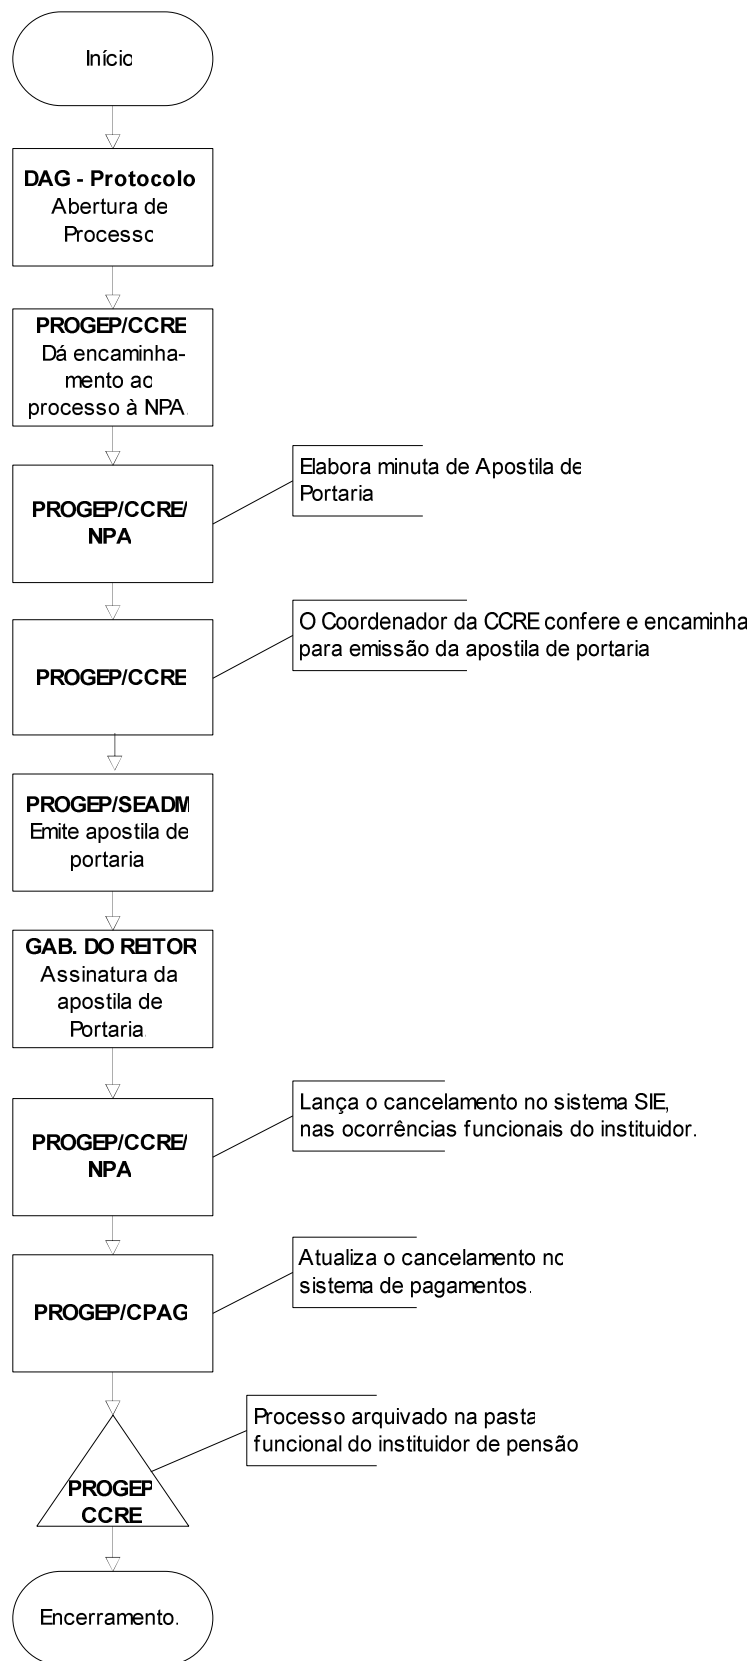 Início
DAG - Protocolo
Abertura de
Processo
PROGEP/CCRE
Dá encaminha-
mento ao
processo à NPA.
PROGEP/CCRE/
NPA
Elabora minuta de Apostila de
Portaria
PROGEP/CCRE
O Coordenador da CCRE confere e encaminha
para emissão da apostila de portaria
PROGEP/SEADM
Emite apostila de
portaria
GAB. DO REITOR
Assinatura da
apostila de
Portaria.
PROGEP/CCRE/
NPA
Lança o cancelamento no sistema SIE,
nas ocorrências funcionais do instituidor.
PROGEP/CPAG
Atualiza o cancelamento no
sistema de pagamentos.
PROGEP
CCRE
Processo arquivado na pasta
funcional do instituidor de pensão
Encerramento.